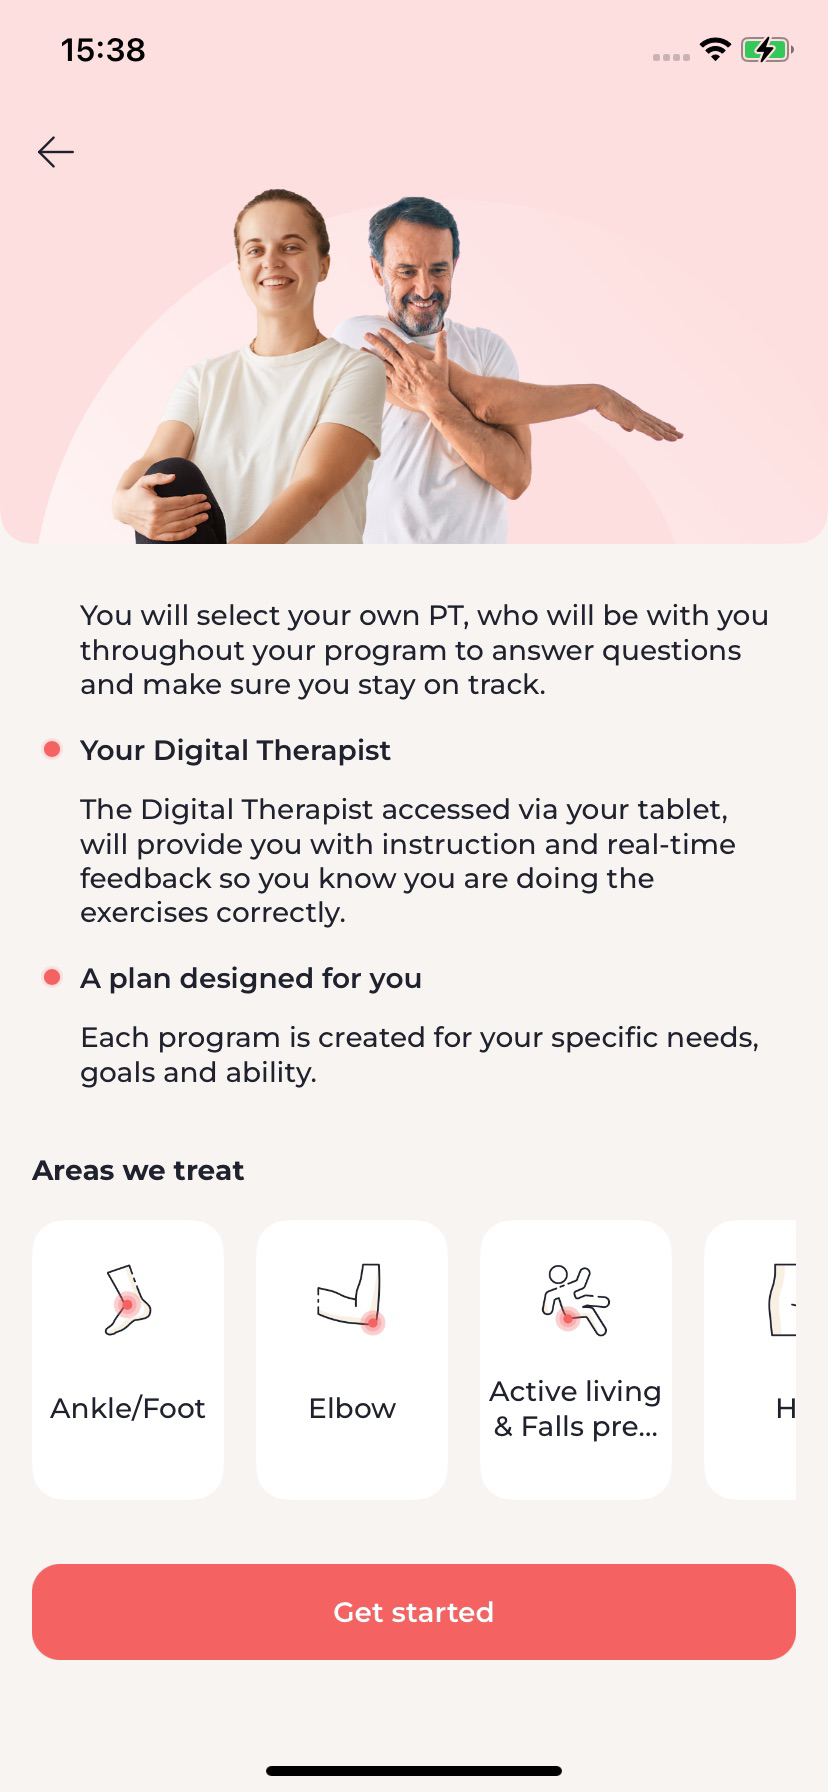 15:38
You will select your own PT, who will be with you
throughout your program to answer questions
and make sure you stay on track.
Your Digital Therapist
The Digital Therapist accessed via your tablet,
will provide you with instruction and real-time
feedback so you know you are doing the
exercises correctly.
A plan designed for you
Each program is created for your specific needs,
goals and ability.
Areas we treat
Ankle/Foot
Elbow
Active living
& Falls pre...
Get started